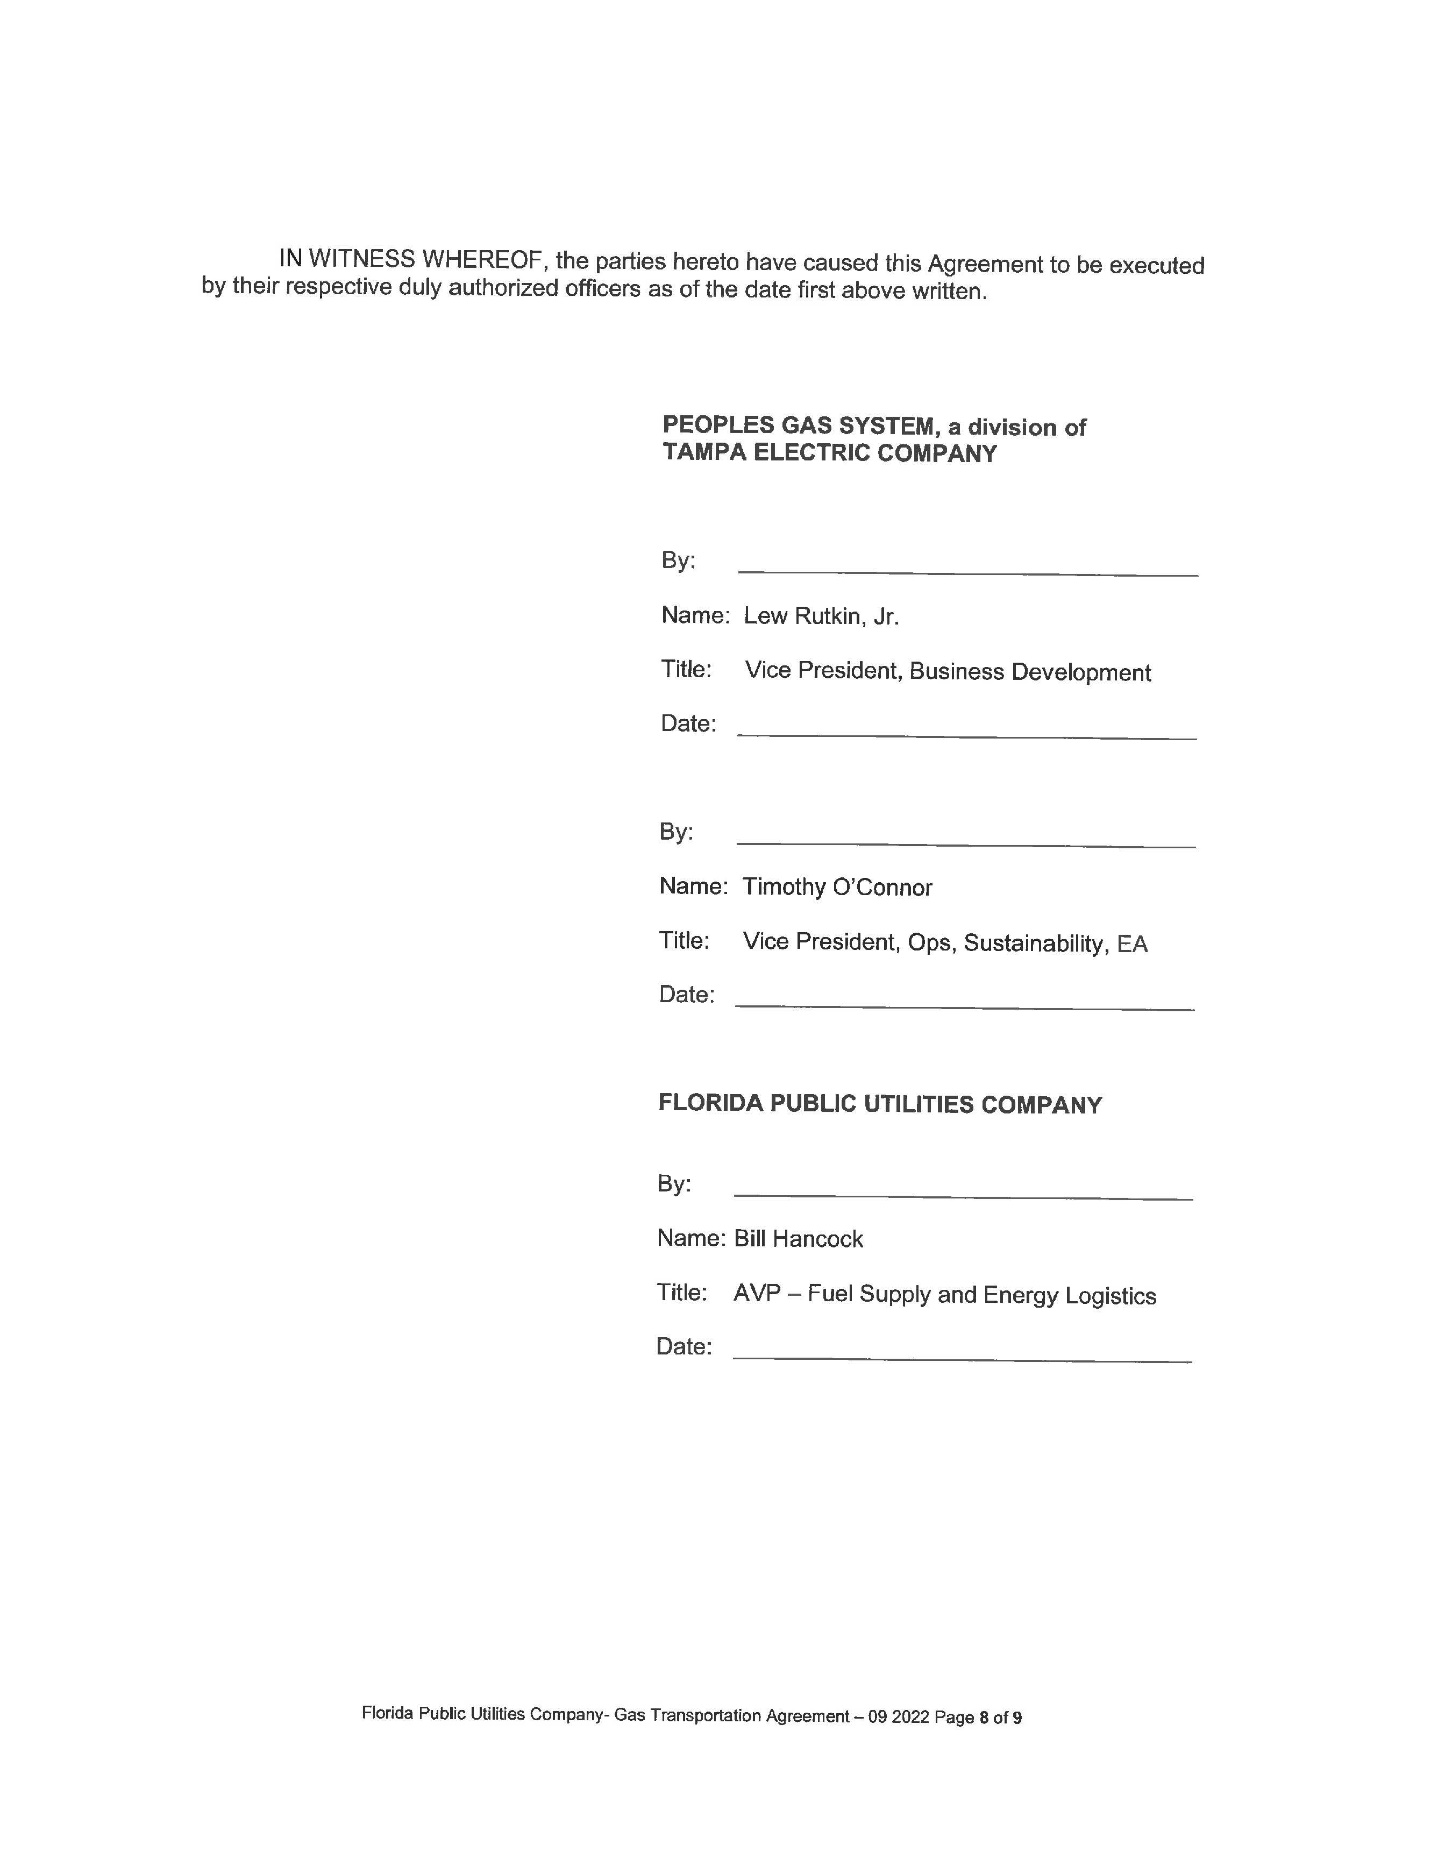 IN WITNESS WHEREOF, the parties hereto have caused this Agreement to be executed
by their respective duly authorized officers as of the date first above written.
PEOPLES GAS SYSTEM, a division of
TAMPA ELECTRIC COMPANY
By:
Name: Lew Rutkin, Jr.
Title: Vice President, Business Development
Date:
By:
Name: Timothy O'Connor
Title: Vice President, Ops, Sustainability, EA
Date:
FLORIDA PUBLIC UTILITIES COMPANY
By:
Name: Bill Hancock
Title: AVP – Fuel Supply and Energy Logistics
Date:
Florida Public Utilities Company- Gas Transportation Agreement – 09 2022 Page 8 of 9